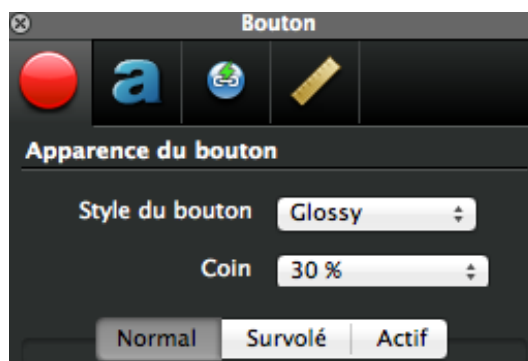 Bouton
a
Apparence du bouton
Style du bouton Glossy
Coin 30 %
Normal Survolé Actif